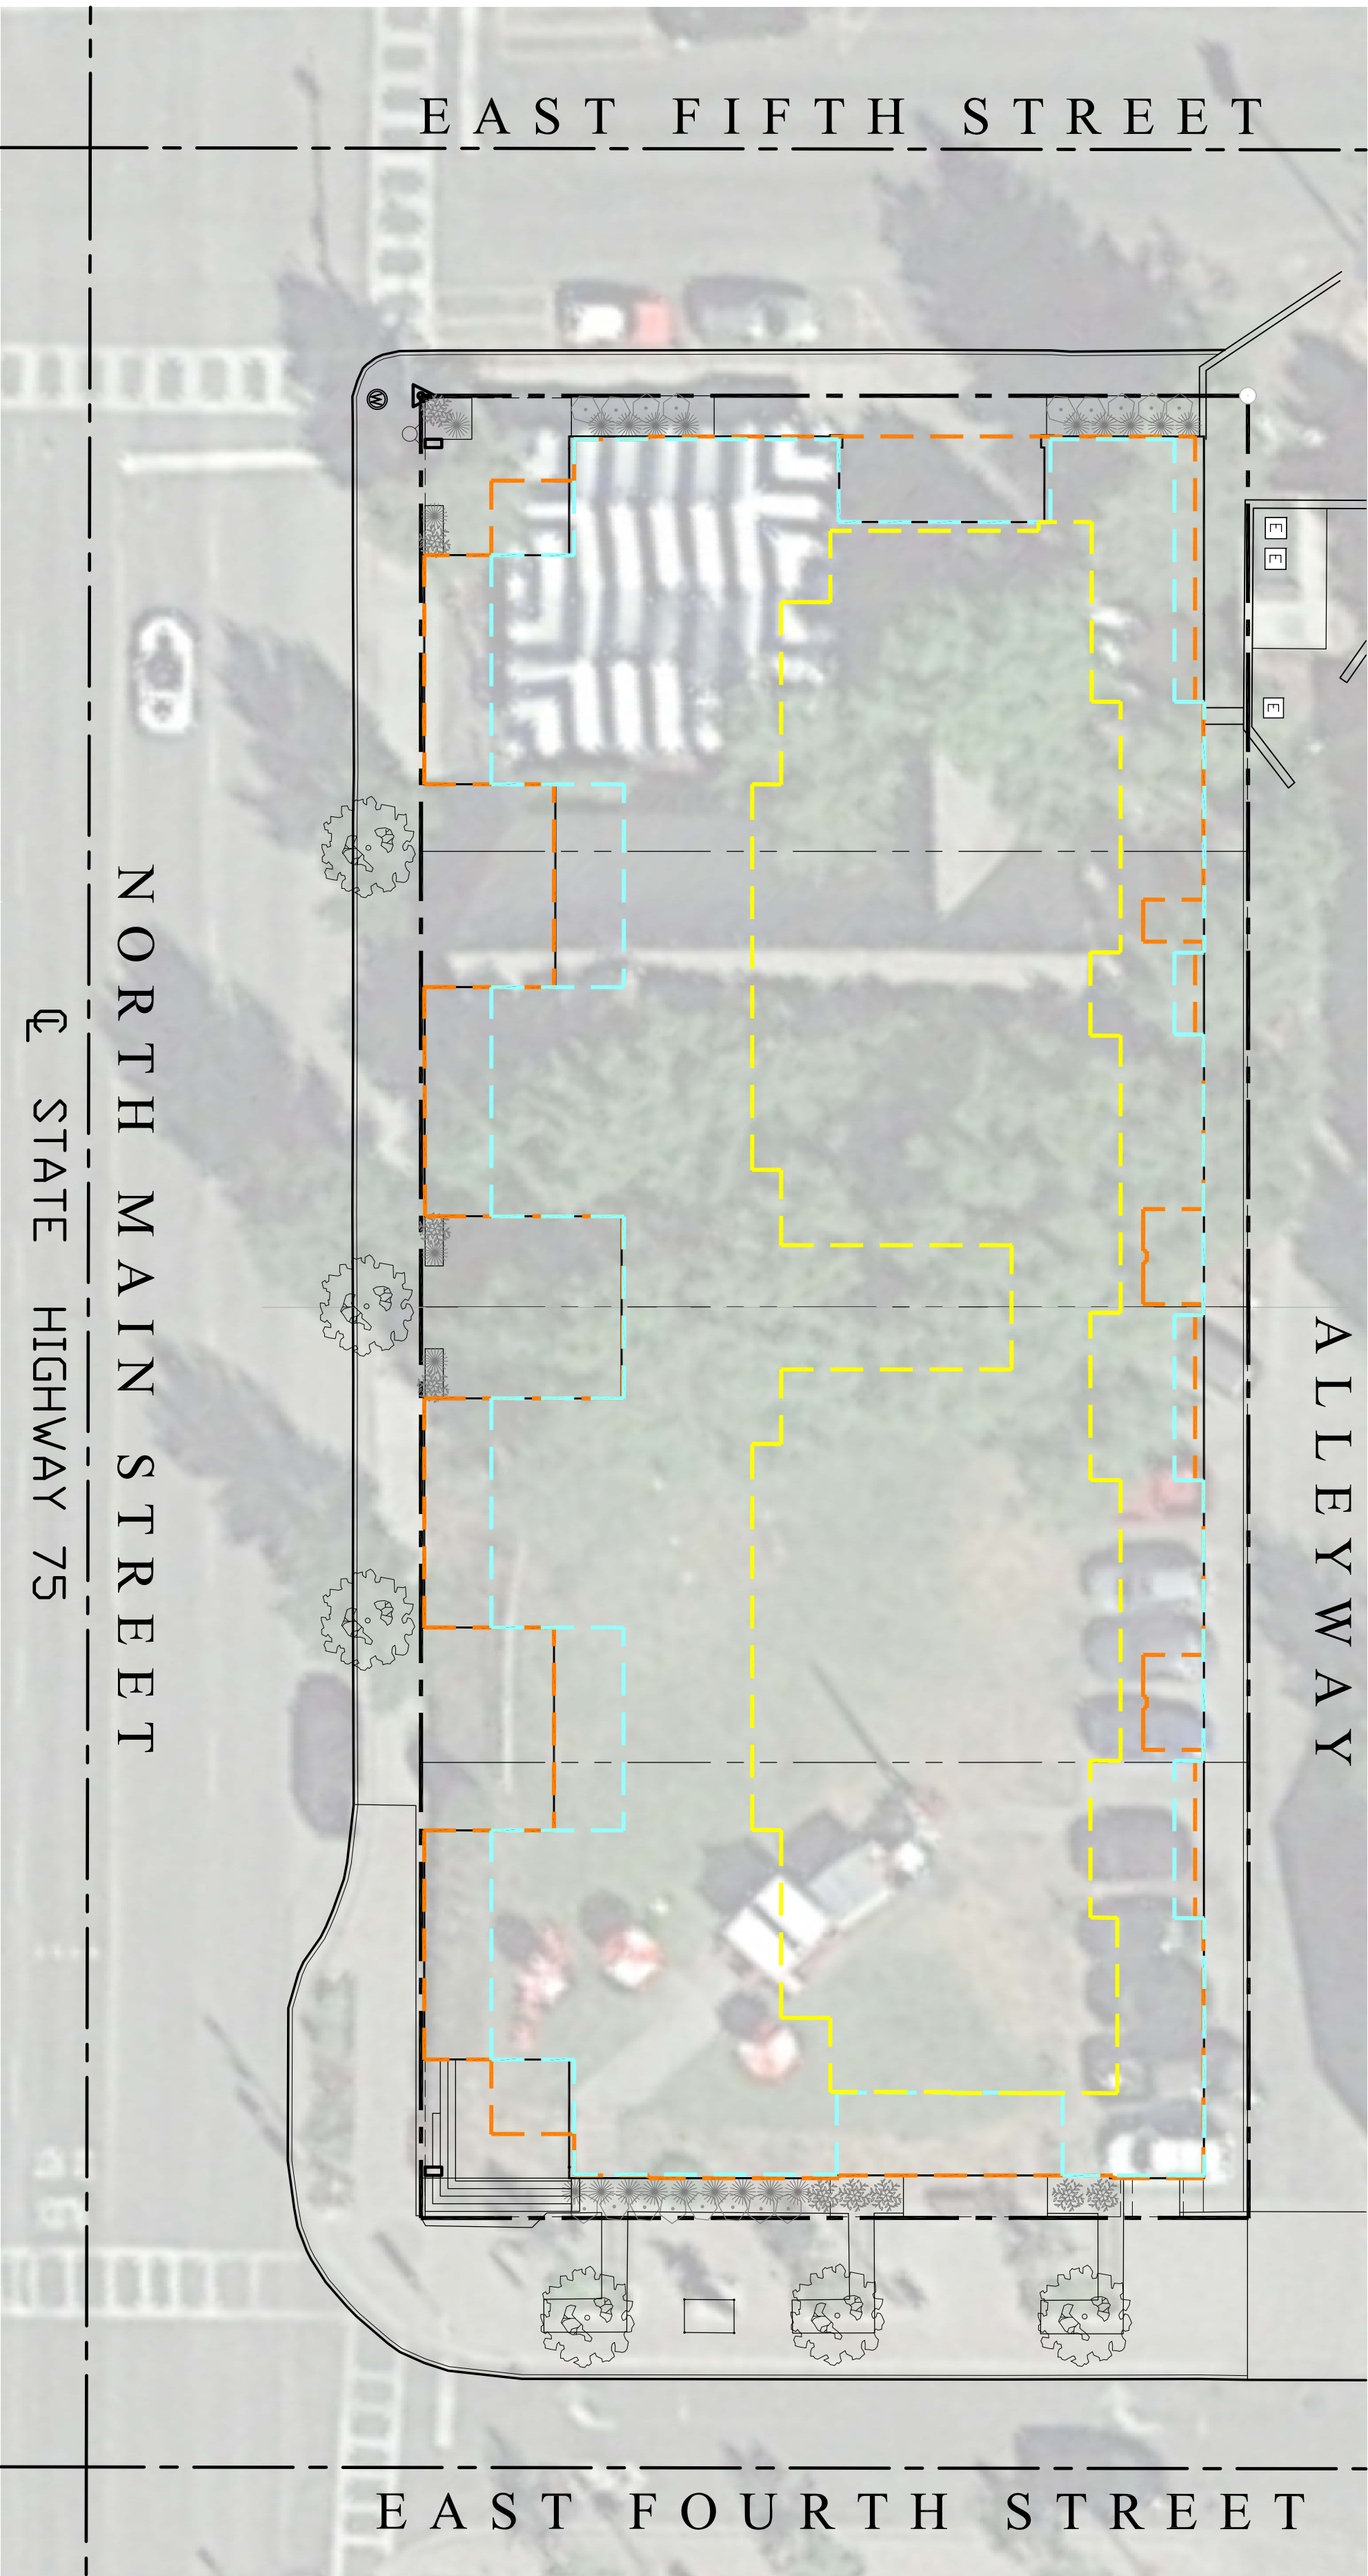 EAST FIFTH STREET
W
E
E
E
NORTH MAIN STREET
℄ STATE HIGHWAY 75
ALLEYWAY
EAST FOURTH STREET